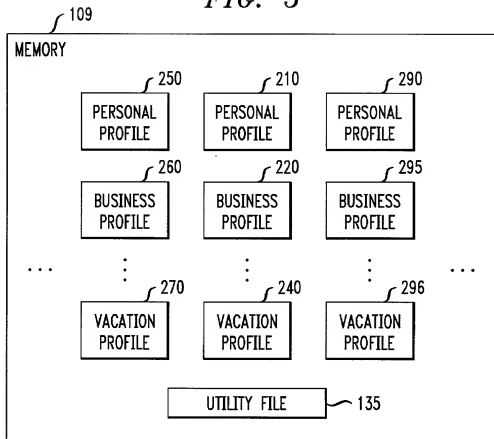 FIG. 3
109
MEMORY
250 210 290
PERSONAL PROFILE PERSONAL PROFILE PERSONAL PROFILE
260 220 295
BUSINESS PROFILE BUSINESS PROFILE BUSINESS PROFILE
... ...
270 240 296
VACATION PROFILE VACATION PROFILE VACATION PROFILE
UTILITY FILE 135